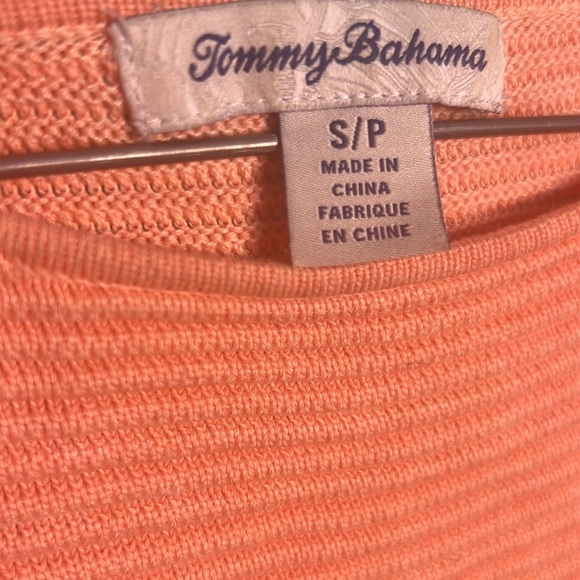 Tommy Bahama
S/P
MADE IN
CHINA
FABRIQUE
EN CHINE